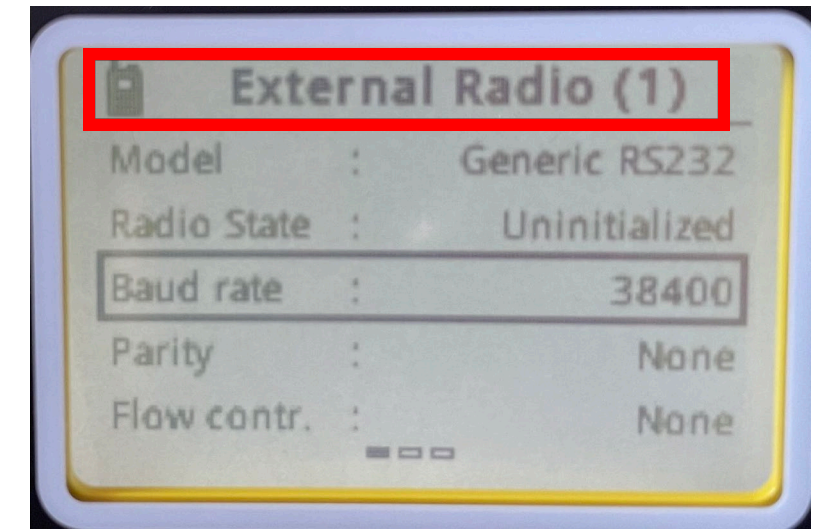 External Radio (1)
Model : Generic RS232
Radio State : Uninitialized
Baud rate : 38400
Parity : None
Flow contr. : None